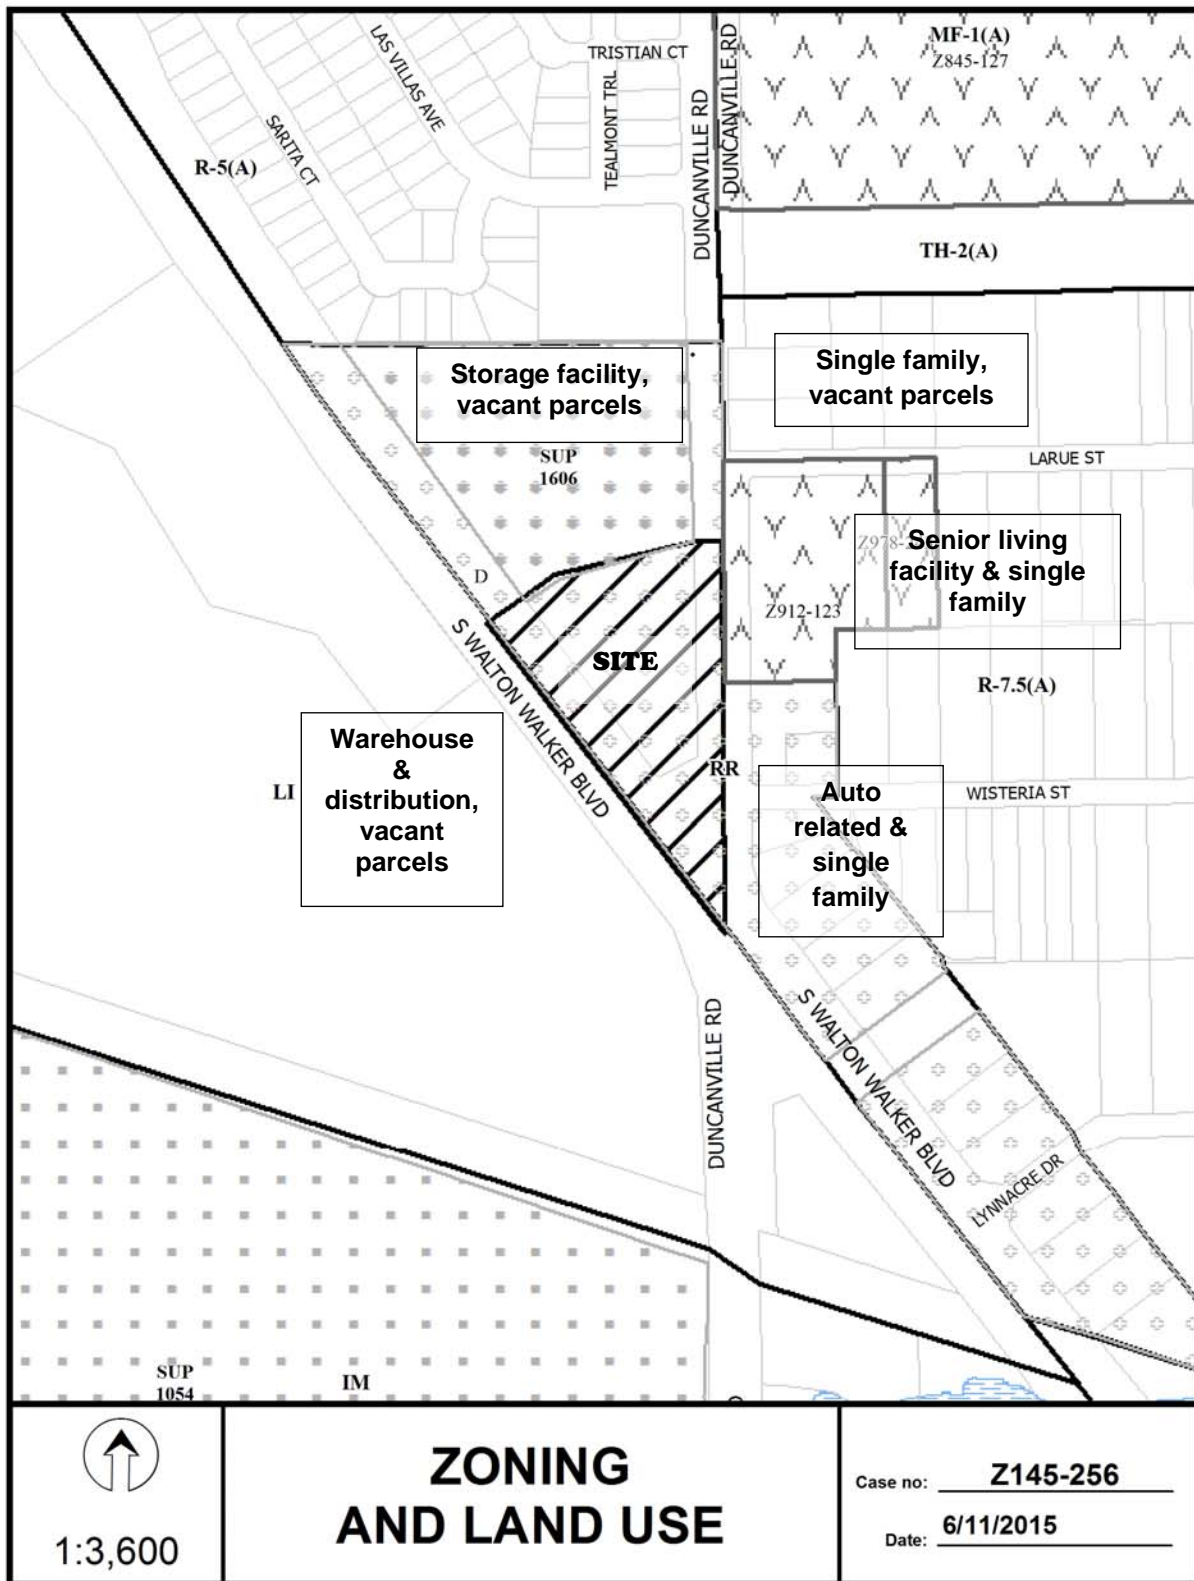 MF-1(A)
Z845-127
TRISTIAN CT
LAS VILLAS AVE
TEALMONT TRL
DUNCANVILLE RD
DUNCANVILLE RD
SARITA CT
R-5(A)
TH-2(A)
Storage facility,
vacant parcels
Single family,
vacant parcels
SUP
1606
LARUE ST
D
Senior living
facility & single
family
Z912-123
S WALTON WALKER BLVD
SITE
R-7.5(A)
Warehouse
&
distribution,
vacant
parcels
LI
RR
Auto
related &
single
family
WISTERIA ST
DUNCANVILLE RD
S WALTON WALKER BLVD
LYNNACRE DR
SUP
1054
IM
1:3,600
ZONING
AND LAND USE
Case no: Z145-256
Date: 6/11/2015